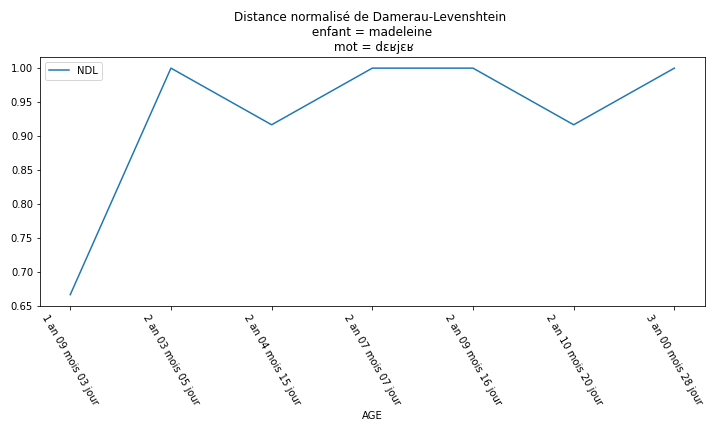 Distance normalisé de Damerau-Levenshtein
enfant = madeleine
mot = dɛʁjɛʁ
NDL
1.00
0.95
0.90
0.85
0.80
0.75
0.70
0.65
1 an 09 mois 03 jour
2 an 03 mois 05 jour
2 an 04 mois 15 jour
2 an 07 mois 07 jour
2 an 09 mois 16 jour
2 an 10 mois 20 jour
3 an 00 mois 28 jour
AGE